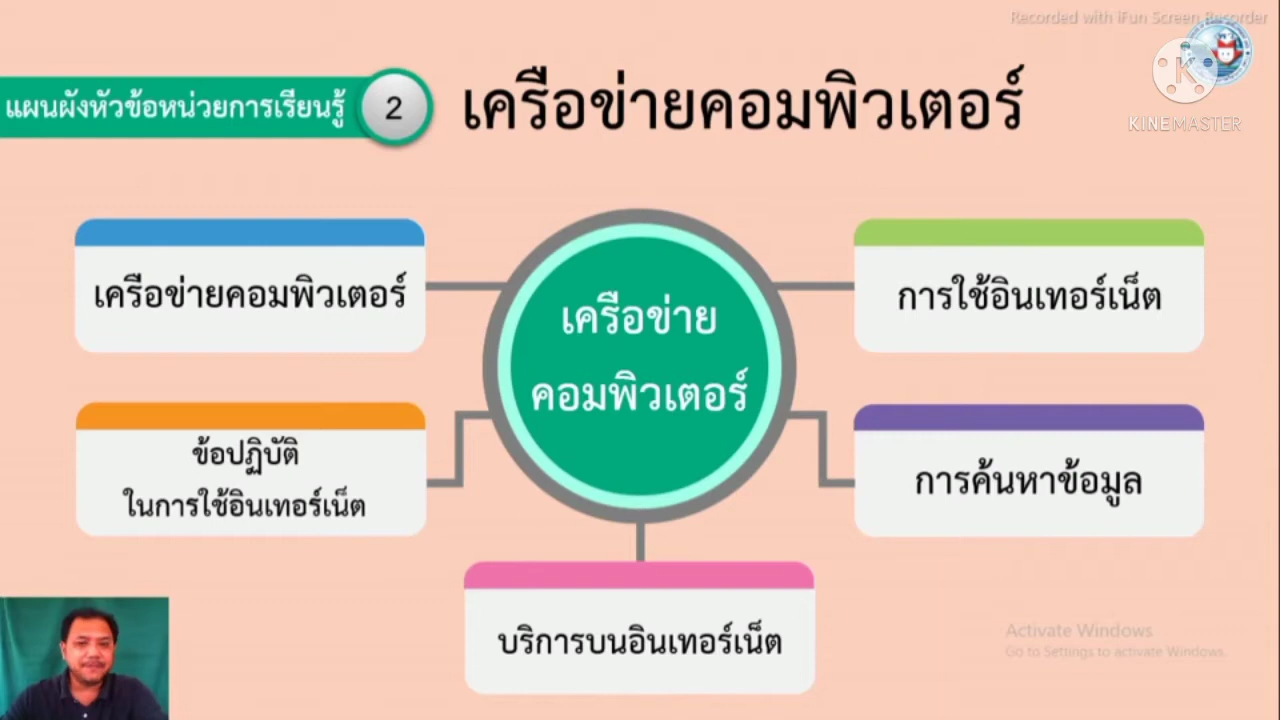 Recorded with iFun Screen Recorder
KINEMASTER
แผนผังหัวข้อหน่วยการเรียนรู้ 2 เครือข่ายคอมพิวเตอร์
เครือข่ายคอมพิวเตอร์
การใช้อินเทอร์เน็ต
เครือข่าย
คอมพิวเตอร์
ข้อปฏิบัติ
ในการใช้อินเทอร์เน็ต
การค้นหาข้อมูล
บริการบนอินเทอร์เน็ต
Activate Windows
Go to Settings to activate Windows.